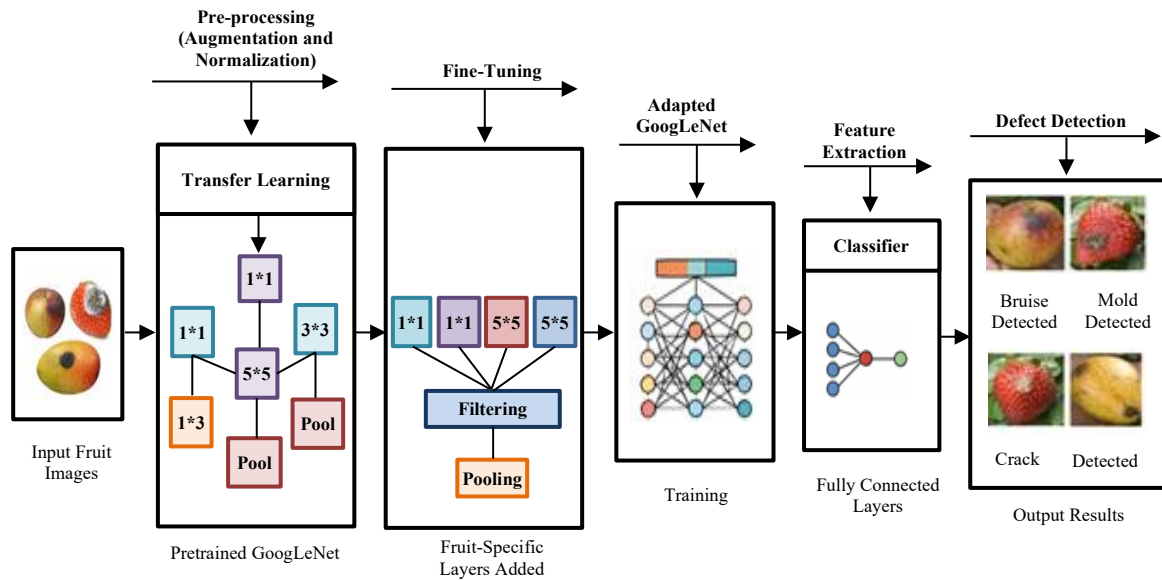 Pre-processing
(Augmentation and
Normalization)
Transfer Learning
1*1
1*1
3*3
5*5
1*3
Pool
Pool
Input Fruit
Images
Pretrained GoogLeNet
Fine-Tuning
1*1 1*1 5*5 5*5
Filtering
Pooling
Fruit-Specific
Layers Added
Adapted
GoogLeNet
Training
Feature
Extraction
Classifier
Fully Connected
Layers
Defect Detection
Bruise
Detected
Mold
Detected
Crack Detected
Output Results